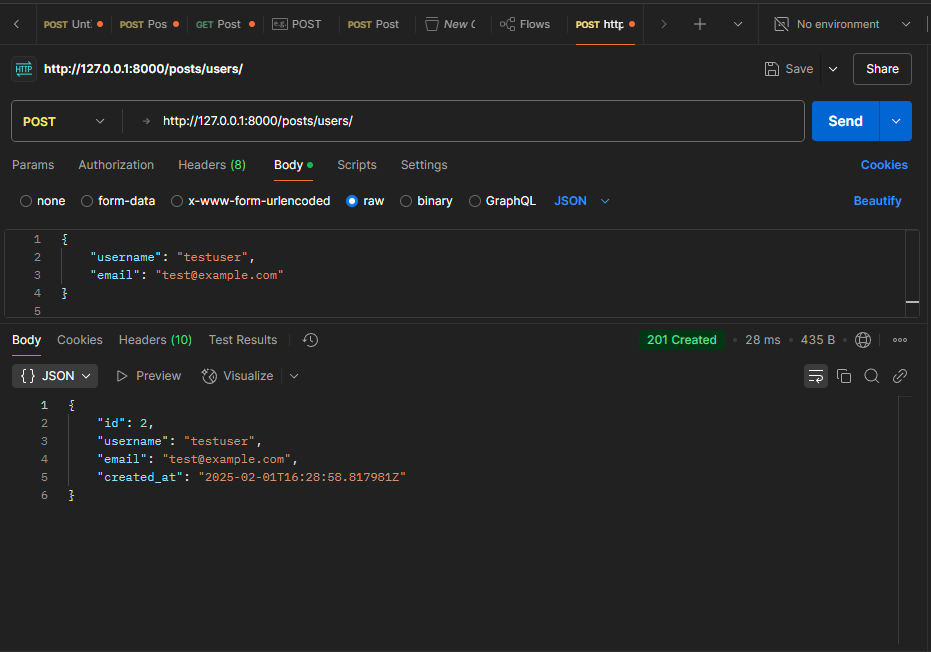 POST Unti POST Pos GET Post e.g. POST POST Post New C Flows POST http No environment
HTTP http://127.0.0.1:8000/posts/users/ Save Share
POST http://127.0.0.1:8000/posts/users/ Send
Params Authorization Headers (8) Body Scripts Settings Cookies
none form-data x-www-form-urlencoded raw binary GraphQL JSON Beautify
1 {
2 "username": "testuser",
3 "email": "test@example.com"
4 }
5
Body Cookies Headers (10) Test Results 201 Created 28 ms 435 B
{} JSON Preview Visualize
1 {
2 "id": 2,
3 "username": "testuser",
4 "email": "test@example.com",
5 "created_at": "2025-02-01T16:28:58.817981Z"
6 }